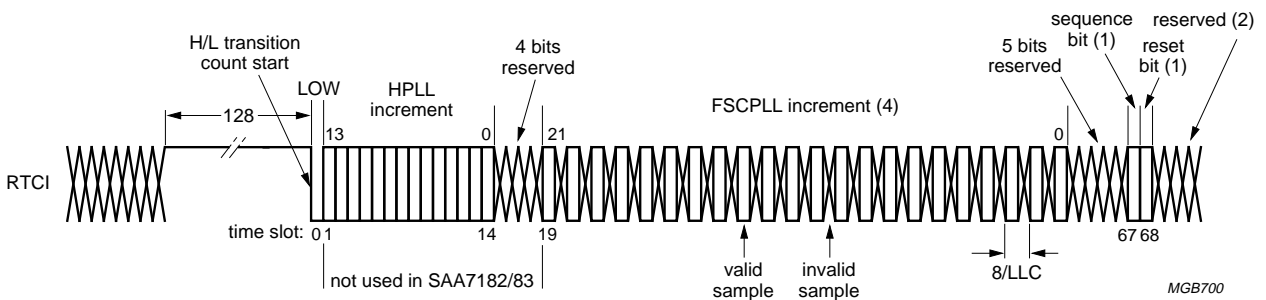 H/L transition
count start
LOW
128
13
HPLL
increment
0
4 bits
reserved
21
FSCPLL increment (4)
0
5 bits
reserved
sequence
bit (1)
reset
bit (1)
reserved (2)
RTCI
time slot:
0 1
14
19
67 68
not used in SAA7182/83
valid
sample
invalid
sample
8/LLC
MGB700